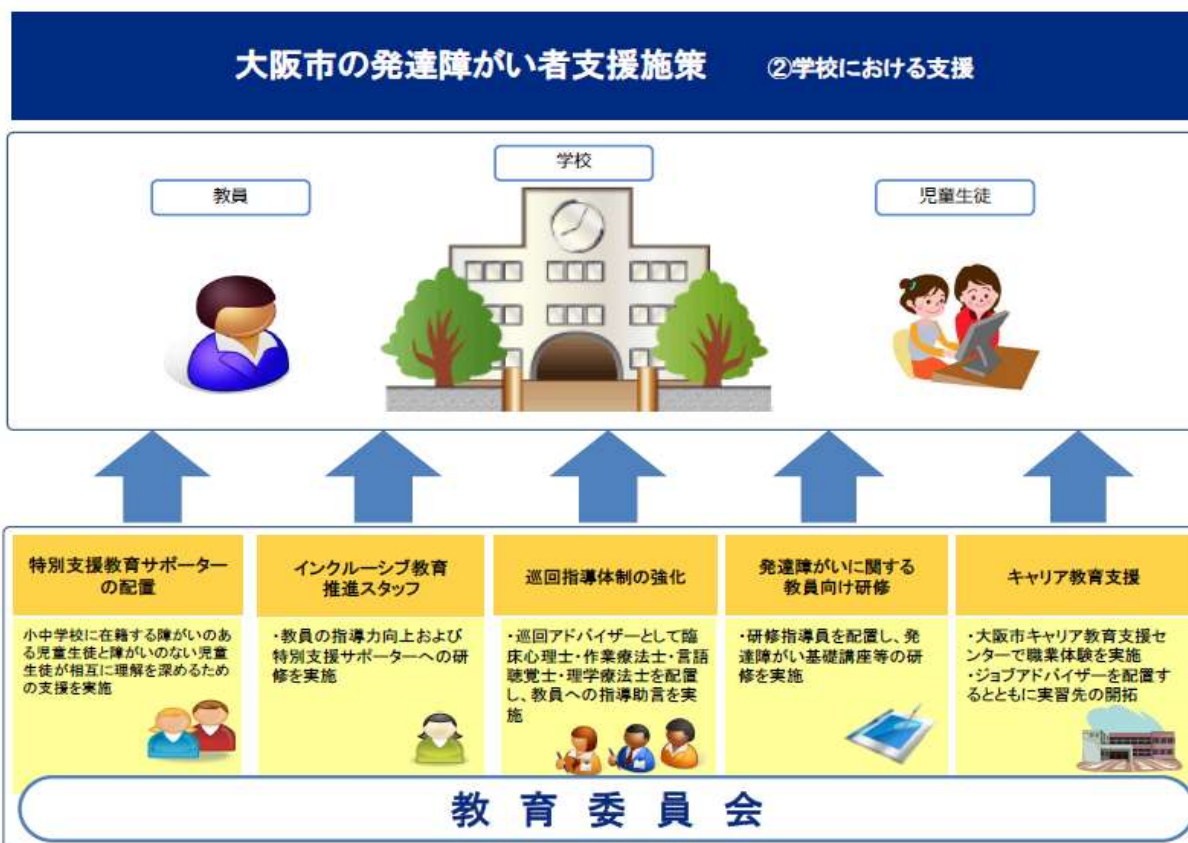 大阪市の発達障がい者支援施策 ②学校における支援
学校
教員
児童生徒
特別支援教育サポーター
の配置
小中学校に在籍する障がいのあ
る児童生徒と障がいのない児童
生徒が相互に理解を深めるため
の支援を実施
インクルーシブ教育
推進スタッフ
・教員の指導力向上および
特別支援サポーターへの研
修を実施
巡回指導体制の強化
・巡回アドバイザーとして臨
床心理士・作業療法士・言語
聴覚士・理学療法士を配置
し、教員への指導助言を実
施
発達障がいに関する
教員向け研修
・研修指導員を配置し、発
達障がい基礎講座等の研
修を実施
キャリア教育支援
・大阪市キャリア教育支援セ
ンターで職業体験を実施
・ジョブアドバイザーを配置す
るとともに実習先の開拓
教育委員会